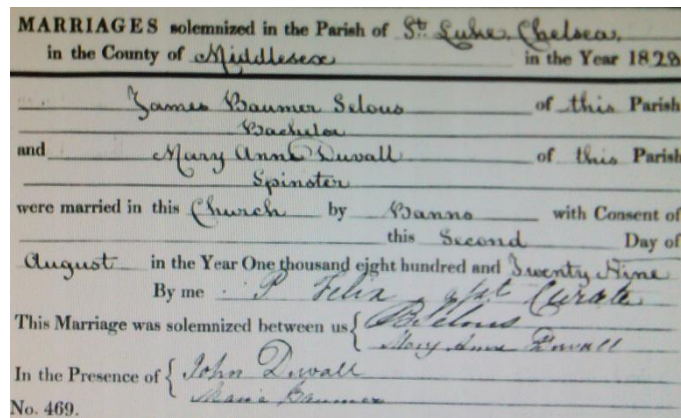 MARRIAGES solemnized in the Parish of St. Luke, Chelsea,
in the County of Middlesex in the Year 1829
James Baumer Selous of this Parish
Bachelor
and Mary Anne Duvall of this Parish
Spinster
were married in this Church by Banns with Consent of
this Second Day of
August in the Year One thousand eight hundred and Twenty Nine
By me P Felix Curate
This Marriage was solemnized between us { Selous
Mary Anne Duvall
In the Presence of { John Duvall
Maria Baumer
No. 469.